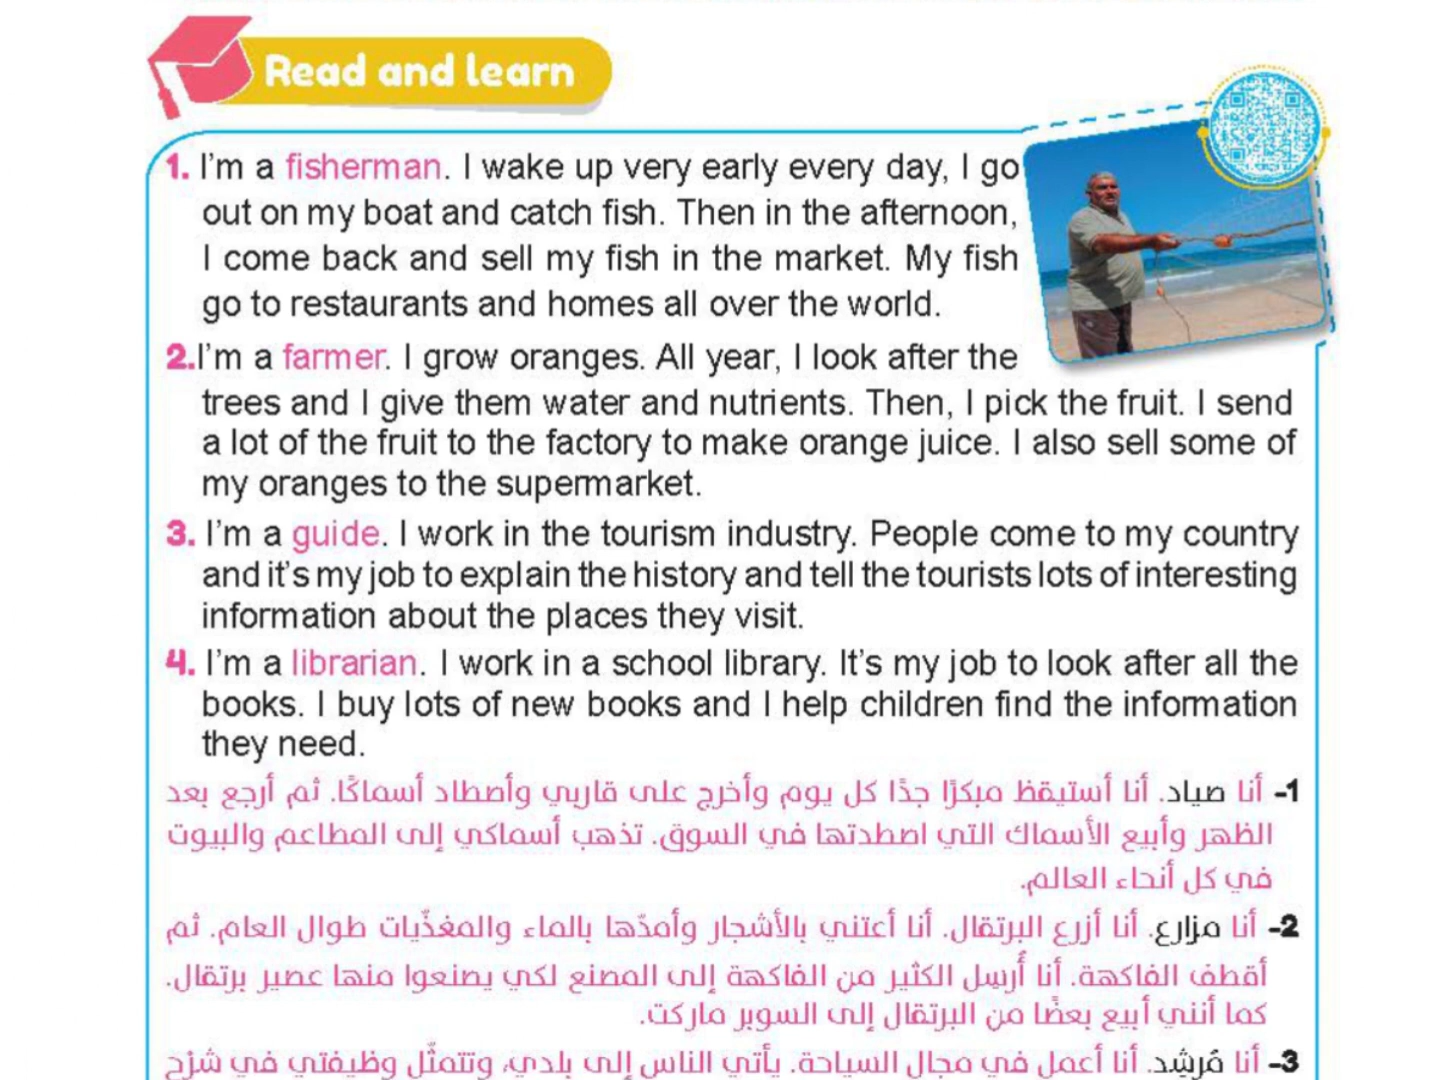 Read and learn
1. I'm a fisherman. I wake up very early every day, I go
out on my boat and catch fish. Then in the afternoon,
I come back and sell my fish in the market. My fish
go to restaurants and homes all over the world.
2.I'm a farmer. I grow oranges. All year, I look after the
trees and I give them water and nutrients. Then, I pick the fruit. I send
a lot of the fruit to the factory to make orange juice. I also sell some of
my oranges to the supermarket.
3. I'm a guide. I work in the tourism industry. People come to my country
and it's my job to explain the history and tell the tourists lots of interesting
information about the places they visit.
4. I'm a librarian. I work in a school library. It's my job to look after all the
books. I buy lots of new books and I help children find the information
they need.
1- أنا صياد. أنا أستيقظ مبكرًا جدًا كل يوم وأخرج على قاربي وأصطاد أسماكًا. ثم أرجع بعد
الظهر وأبيع الأسماك التي اصطدتها في السوق. تذهب أسماكي إلى المطاعم والبيوت
في كل أنحاء العالم.
2- أنا مزارع. أنا أزرع البرتقال. أنا أعتني بالأشجار وأمدّها بالماء والمغذّيات طوال العام. ثم
أقطف الفاكهة. أنا أُرسِل الكثير من الفاكهة إلى المصنع لكي يصنعوا منها عصير برتقال.
كما أنني أبيع بعضًا من البرتقال إلى السوبر ماركت.
3- أنا مُرشِد. أنا أعمل في مجال السياحة. يأتي الناس إلى بلدي، وتتمثّل وظيفتي في شرْح